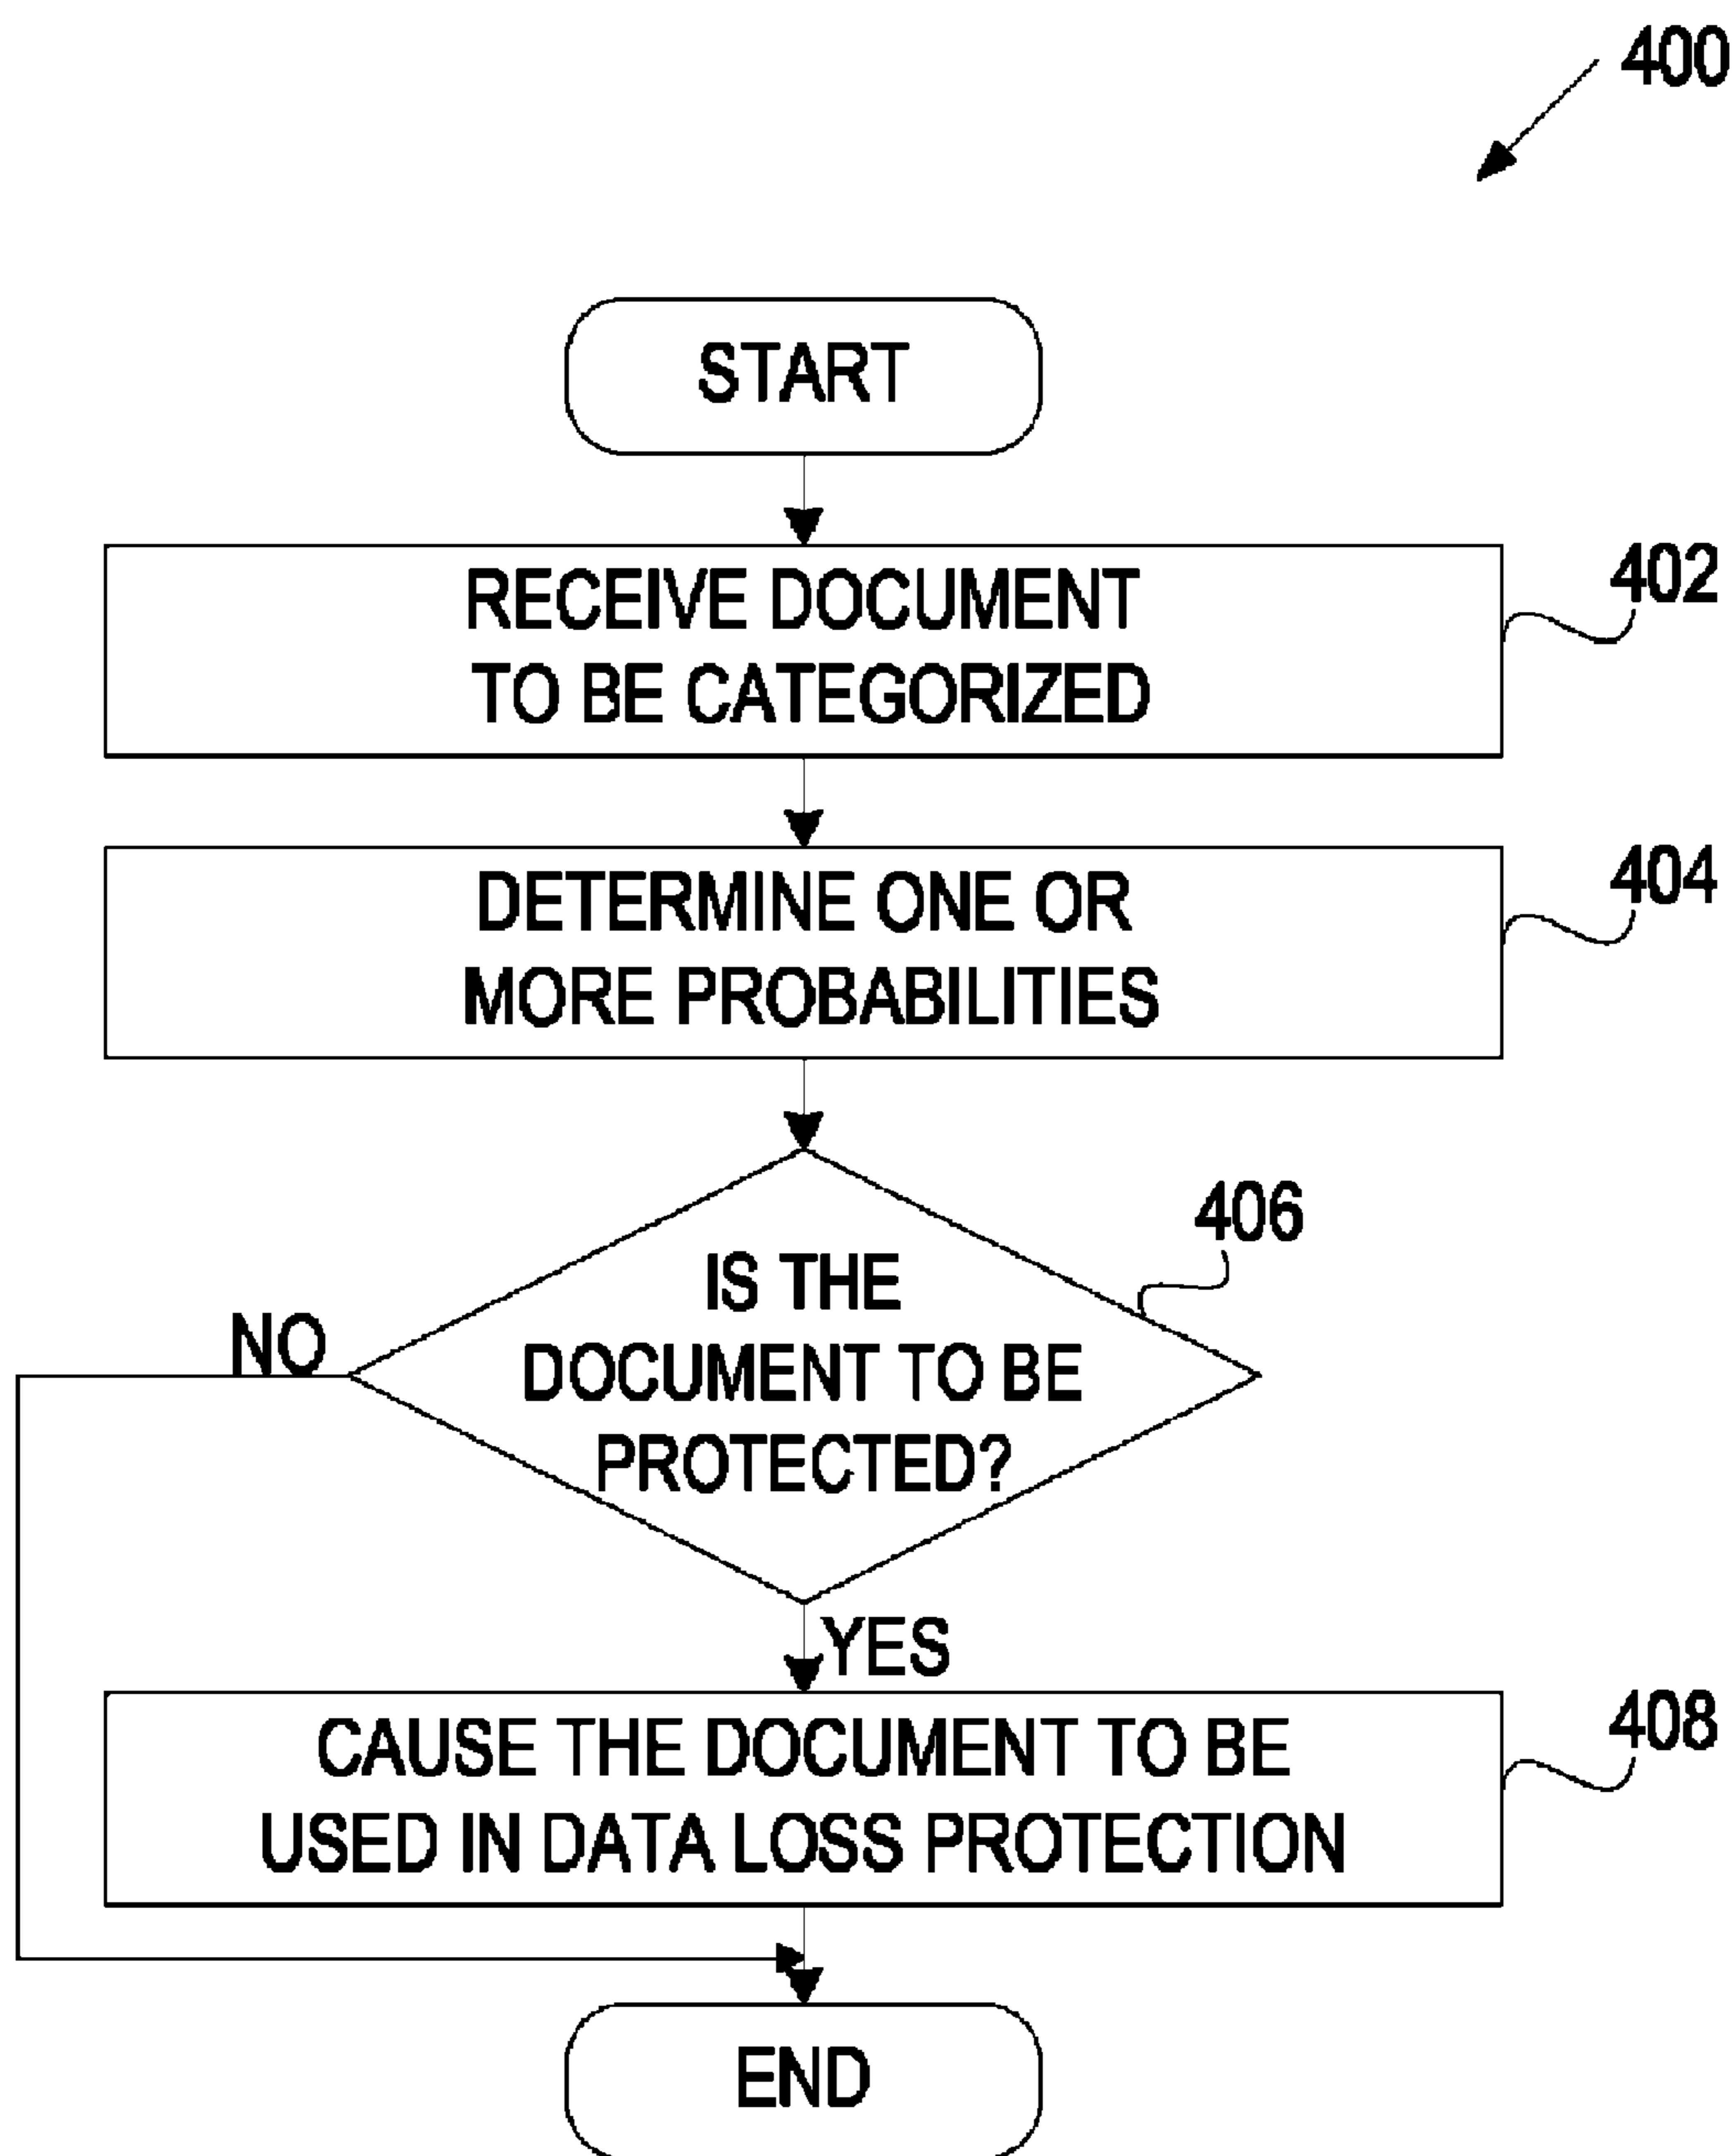 400
START
RECEIVE DOCUMENT
TO BE CATEGORIZED
402
DETERMINE ONE OR
MORE PROBABILITIES
404
406
IS THE
DOCUMENT TO BE
PROTECTED?
NO
YES
CAUSE THE DOCUMENT TO BE
USED IN DATA LOSS PROTECTION
408
END